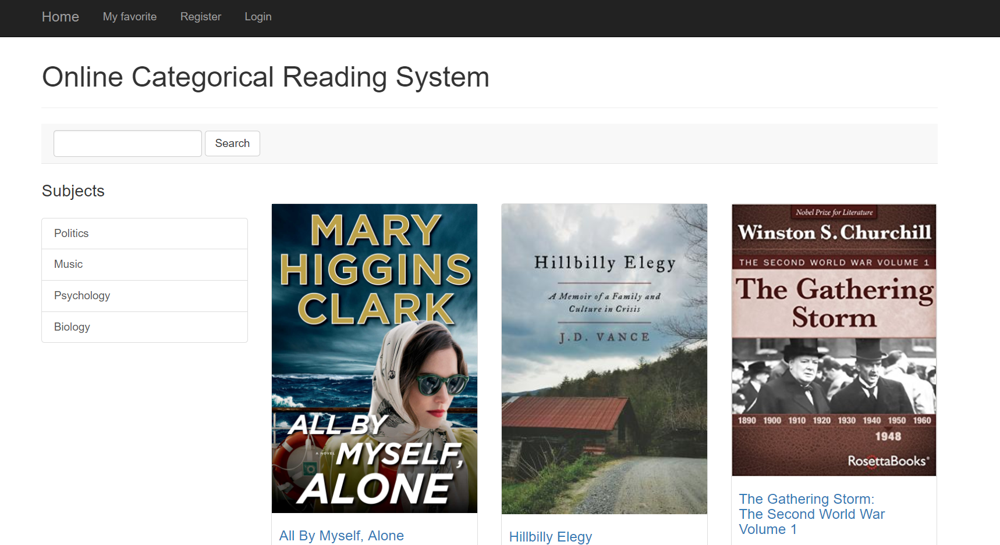 Home My favorite Register Login
Online Categorical Reading System
Search
Subjects
Politics
Music
Psychology
Biology
MARY
HIGGINS
CLARK
ALL BY
A NOVEL
MYSELF,
ALONE
All By Myself, Alone
Hillbilly Elegy
A Memoir of a Family and
Culture in Crisis
J.D. VANCE
Hillbilly Elegy
Nobel Prize for Literature
Winston S. Churchill
THE SECOND WORLD WAR VOLUME 1
The Gathering
Storm
1890 1900 1910 1920 1930 1940 1950 1960
1948
RosettaBooks®
The Gathering Storm:
The Second World War
Volume 1